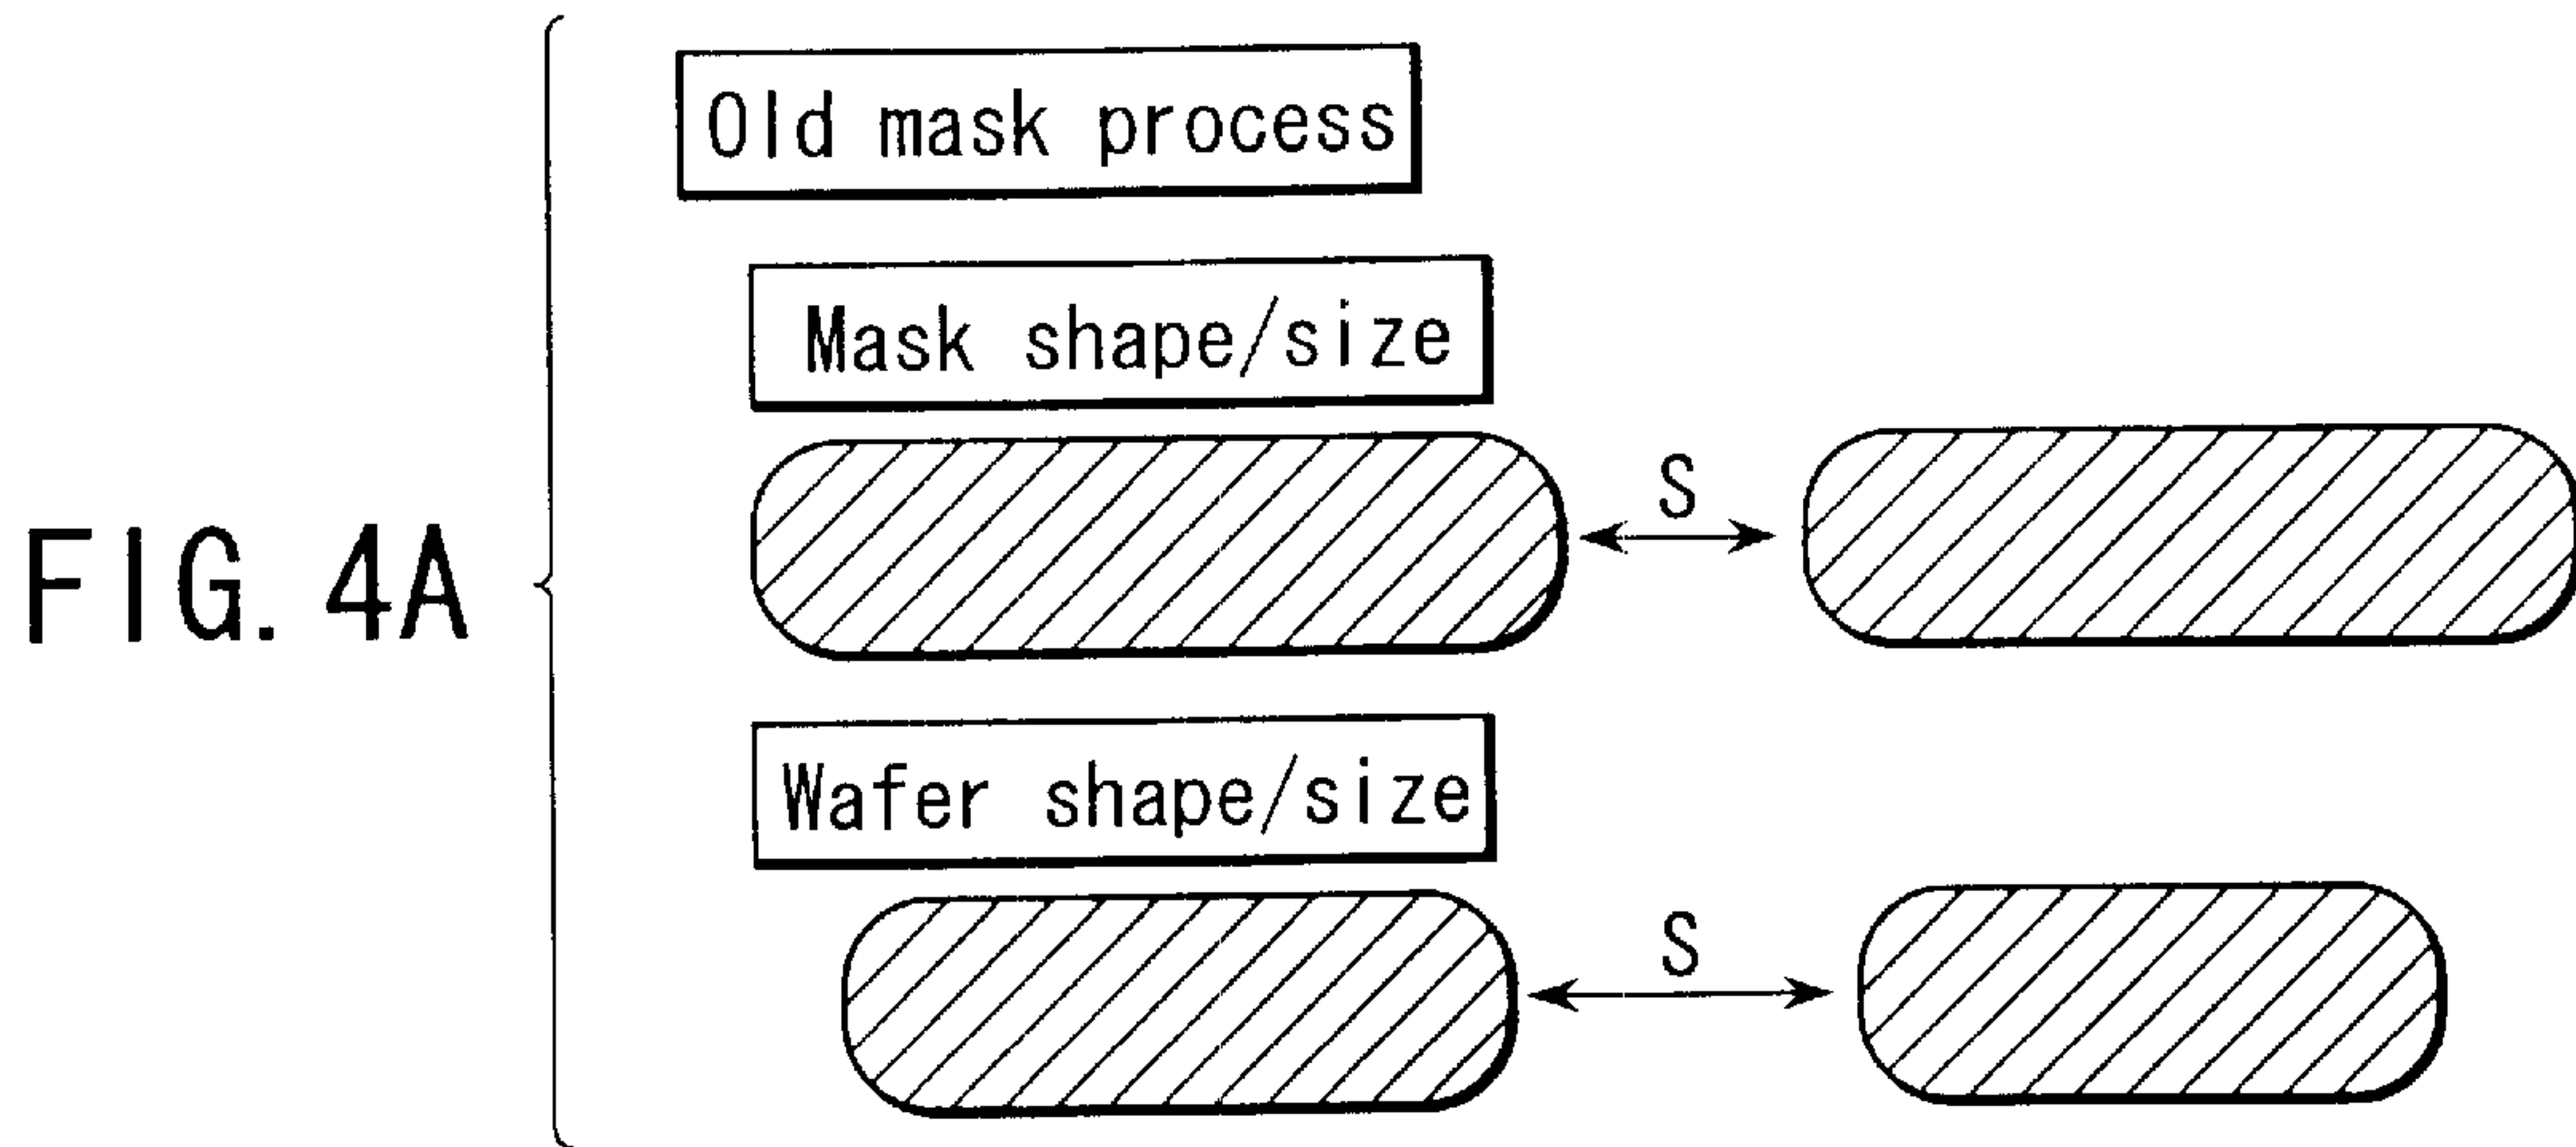 FIG. 4A
Old mask process
Mask shape/size
S
Wafer shape/size
S